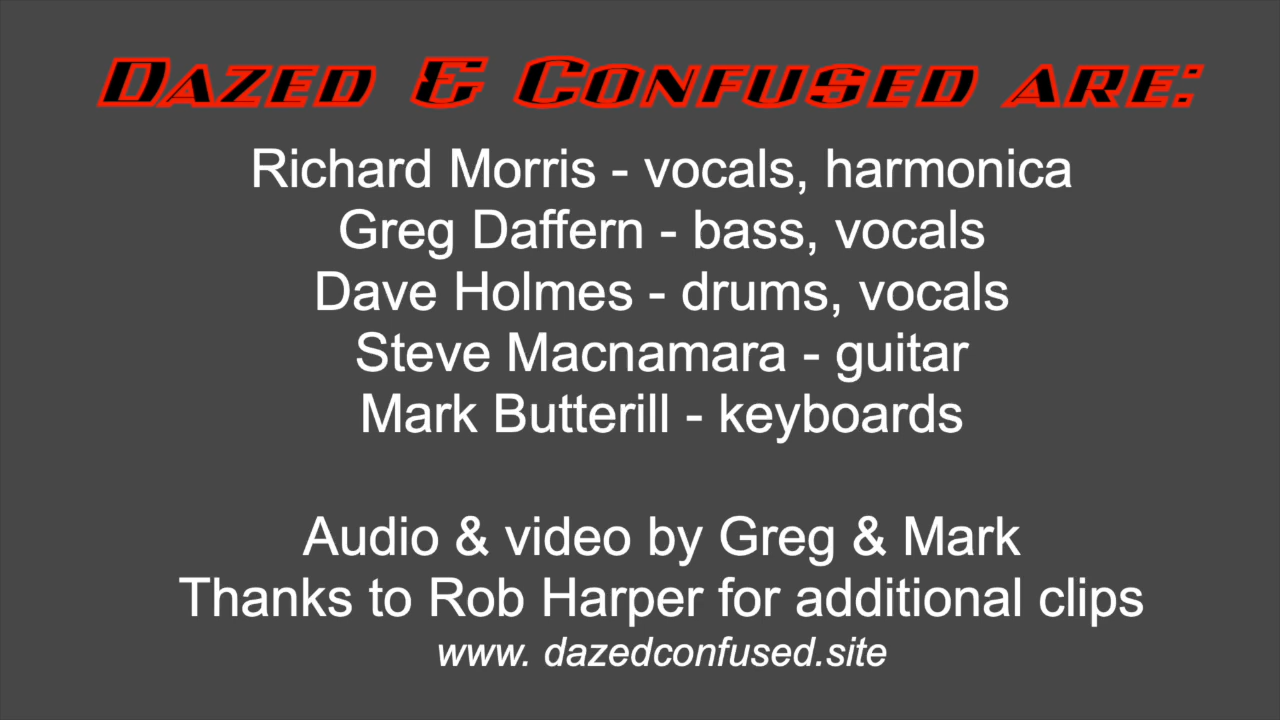 Dazed & Confused are:
Richard Morris - vocals, harmonica
Greg Daffern - bass, vocals
Dave Holmes - drums, vocals
Steve Macnamara - guitar
Mark Butterill - keyboards
Audio & video by Greg & Mark
Thanks to Rob Harper for additional clips
www. dazedconfused.site